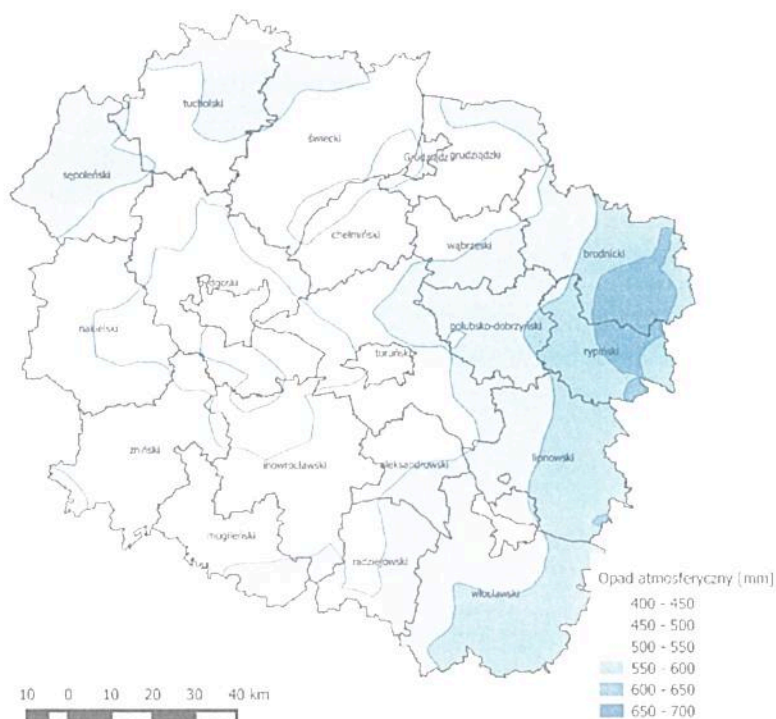 tucholski
świecki
sępoleński
Grudziądz
grudziądzki
chełmiński
wąbrzeski
brodnicki
bydgoski
nakielski
golubsko-dobrzyński
rypiński
toruński
żniński
inowrocławski
aleksandrowski
lipnowski
mogileński
radziejowski
włocławski
Opad atmosferyczny [mm]
400 - 450
450 - 500
500 - 550
550 - 600
600 - 650
650 - 700
10 0 10 20 30 40 km